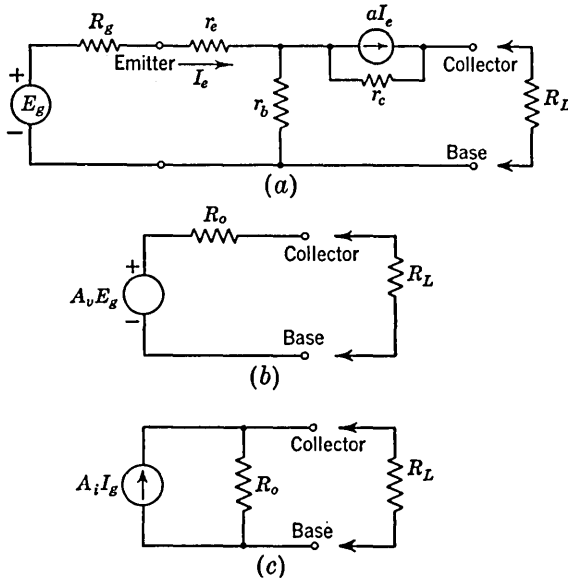 R_g
r_e
aI_e
Emitter
I_e
Collector
r_c
+
E_g
−
r_b
R_L
Base
(a)
R_o
Collector
+
A_vE_g
−
R_L
Base
(b)
Collector
A_iI_g
R_o
R_L
Base
(c)